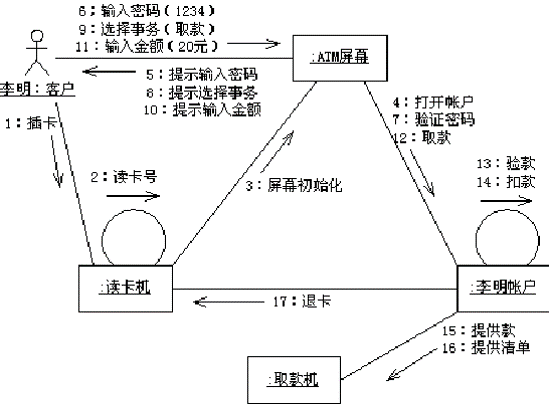 6；输入密码（1234）
9：选择事务（取款）
11：输入金额（20元）
:ATM屏幕
李明：客户
5：提示输入密码
8：提示选择事务
10：提示输入金额
1：插卡
4：打开帐户
7：验证密码
12：取款
2：读卡号
3：屏幕初始化
13：验款
14：扣款
:读卡机
:李明帐户
17：退卡
15：提供款
16：提供清单
:取款机